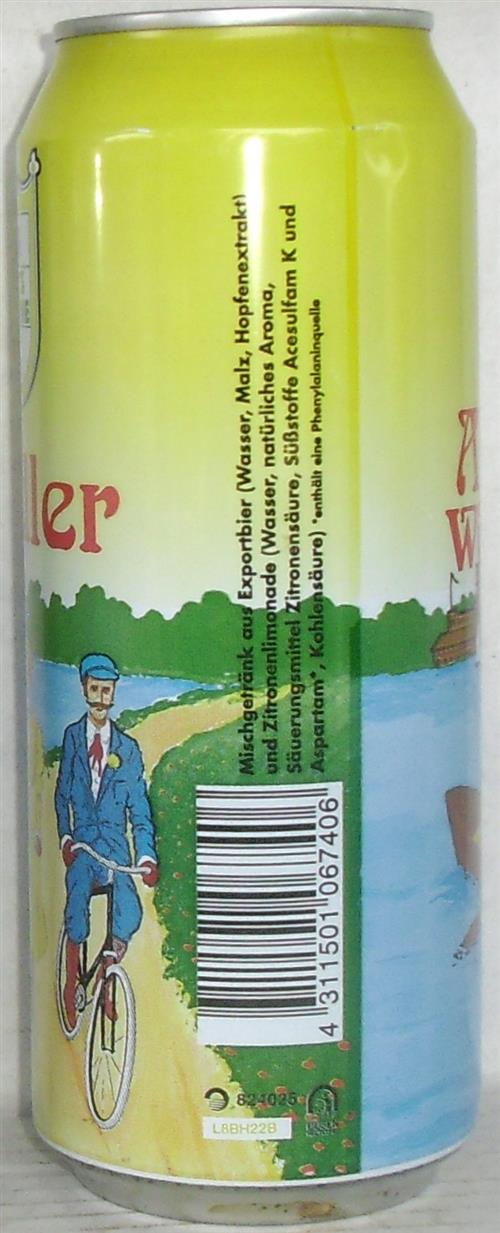 ller
Mischgetränk aus Exportbier (Wasser, Malz, Hopfenextrakt)
und Zitronenlimonade (Wasser, natürliches Aroma,
Säuerungsmittel Zitronensäure, Süßstoffe Acesulfam K und
Aspartam*, Kohlensäure) *enthält eine Phenylalaninquelle
4 311501 067406
824025
L8BH22B
A
W